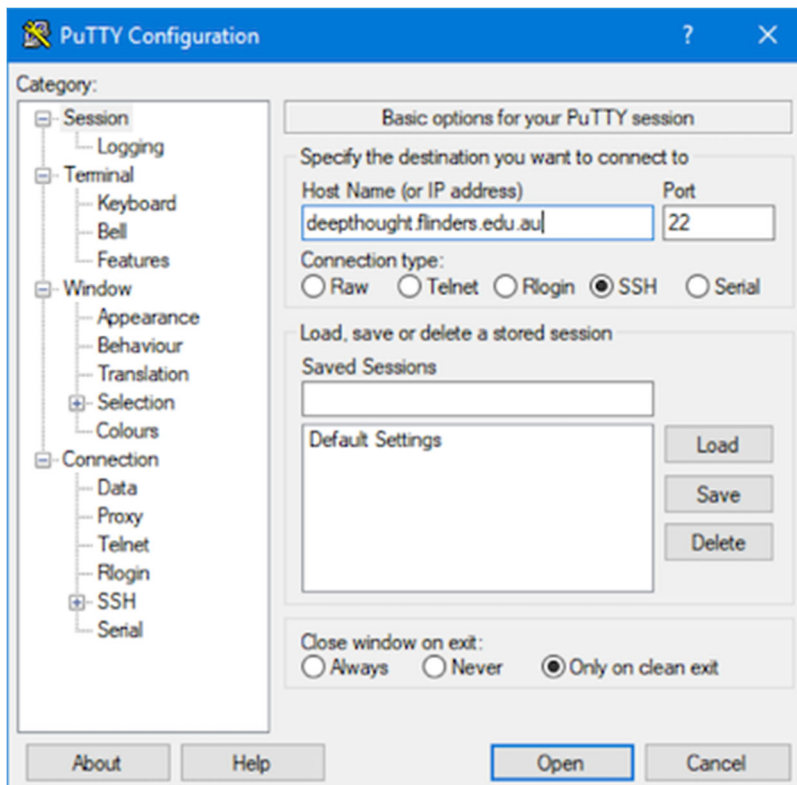 PuTTY Configuration
Category:
Session
Logging
Terminal
Keyboard
Bell
Features
Window
Appearance
Behaviour
Translation
Selection
Colours
Connection
Data
Proxy
Telnet
Rlogin
SSH
Serial
Basic options for your PuTTY session
Specify the destination you want to connect to
Host Name (or IP address) Port
deepthought.flinders.edu.au 22
Connection type:
Raw Telnet Rlogin SSH Serial
Load, save or delete a stored session
Saved Sessions
Default Settings
Load
Save
Delete
Close window on exit:
Always Never Only on clean exit
About Help Open Cancel